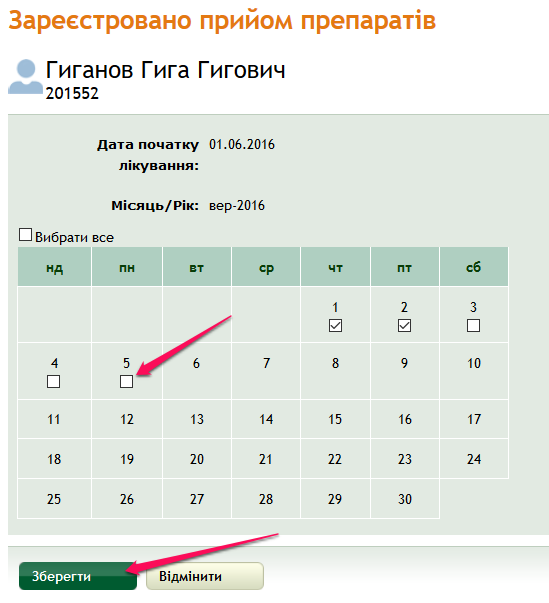 Зареєстровано прийом препаратів
Гиганов Гига Гигович
201552
Дата початку лікування: 01.06.2016
Місяць/Рік: вер-2016
Вибрати все
нд пн вт ср чт пт сб
1 2 3
4 5 6 7 8 9 10
11 12 13 14 15 16 17
18 19 20 21 22 23 24
25 26 27 28 29 30
Зберегти Відмінити